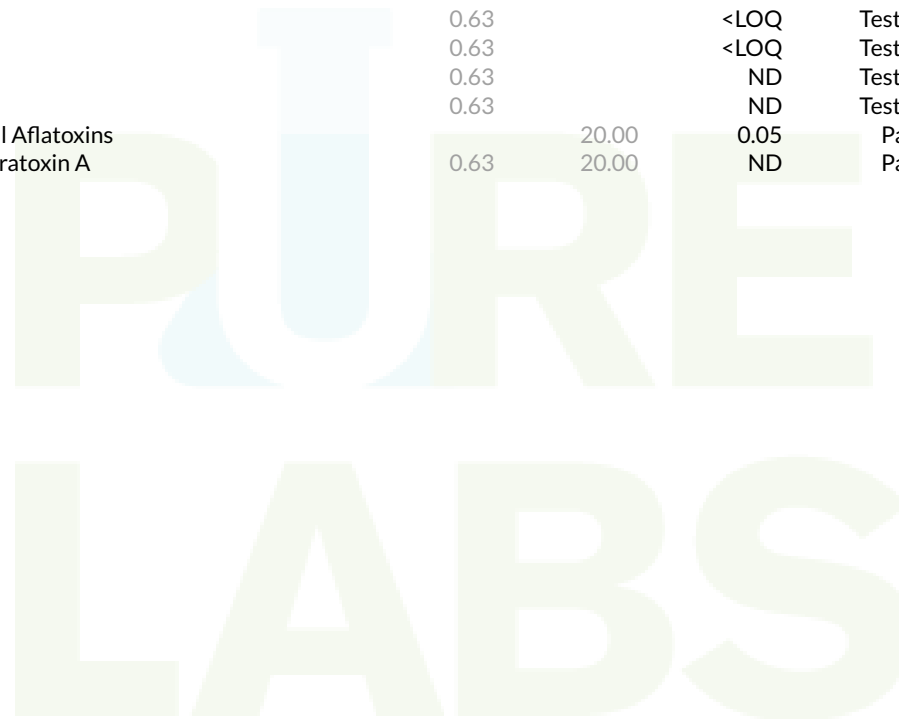 0.63 <LOQ Test
0.63 <LOQ Test
0.63 ND Test
0.63 ND Test
l Aflatoxins 20.00 0.05 Pa
ratoxin A 0.63 20.00 ND Pa
PURE
LABS